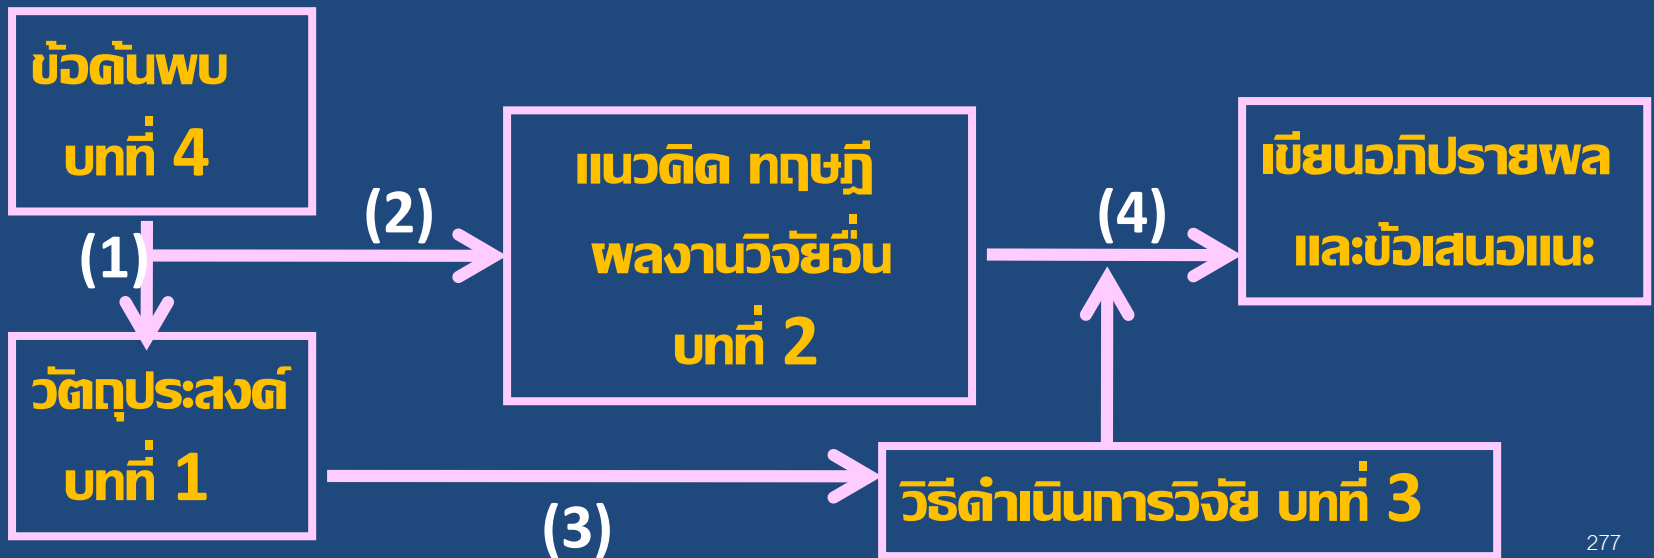 ข้อค้นพบ
บทที่ 4
(1)
(2)
วัตถุประสงค์
บทที่ 1
แนวคิด ทฤษฎี
ผลงานวิจัยอื่น
บทที่ 2
(3)
วิธีดำเนินการวิจัย บทที่ 3
(4)
เขียนอภิปรายผล
และข้อเสนอแนะ
277